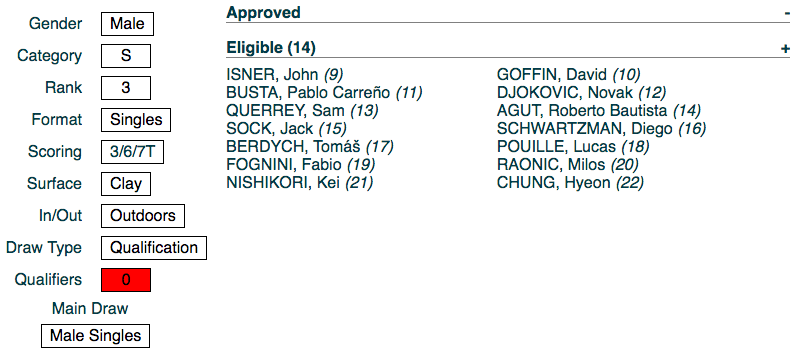 Gender Male
Category S
Rank 3
Format Singles
Scoring 3/6/7T
Surface Clay
In/Out Outdoors
Draw Type Qualification
Qualifiers 0
Main Draw
Male Singles
Approved -
Eligible (14) +
ISNER, John (9) GOFFIN, David (10)
BUSTA, Pablo Carreño (11) DJOKOVIC, Novak (12)
QUERREY, Sam (13) AGUT, Roberto Bautista (14)
SOCK, Jack (15) SCHWARTZMAN, Diego (16)
BERDYCH, Tomáš (17) POUILLE, Lucas (18)
FOGNINI, Fabio (19) RAONIC, Milos (20)
NISHIKORI, Kei (21) CHUNG, Hyeon (22)